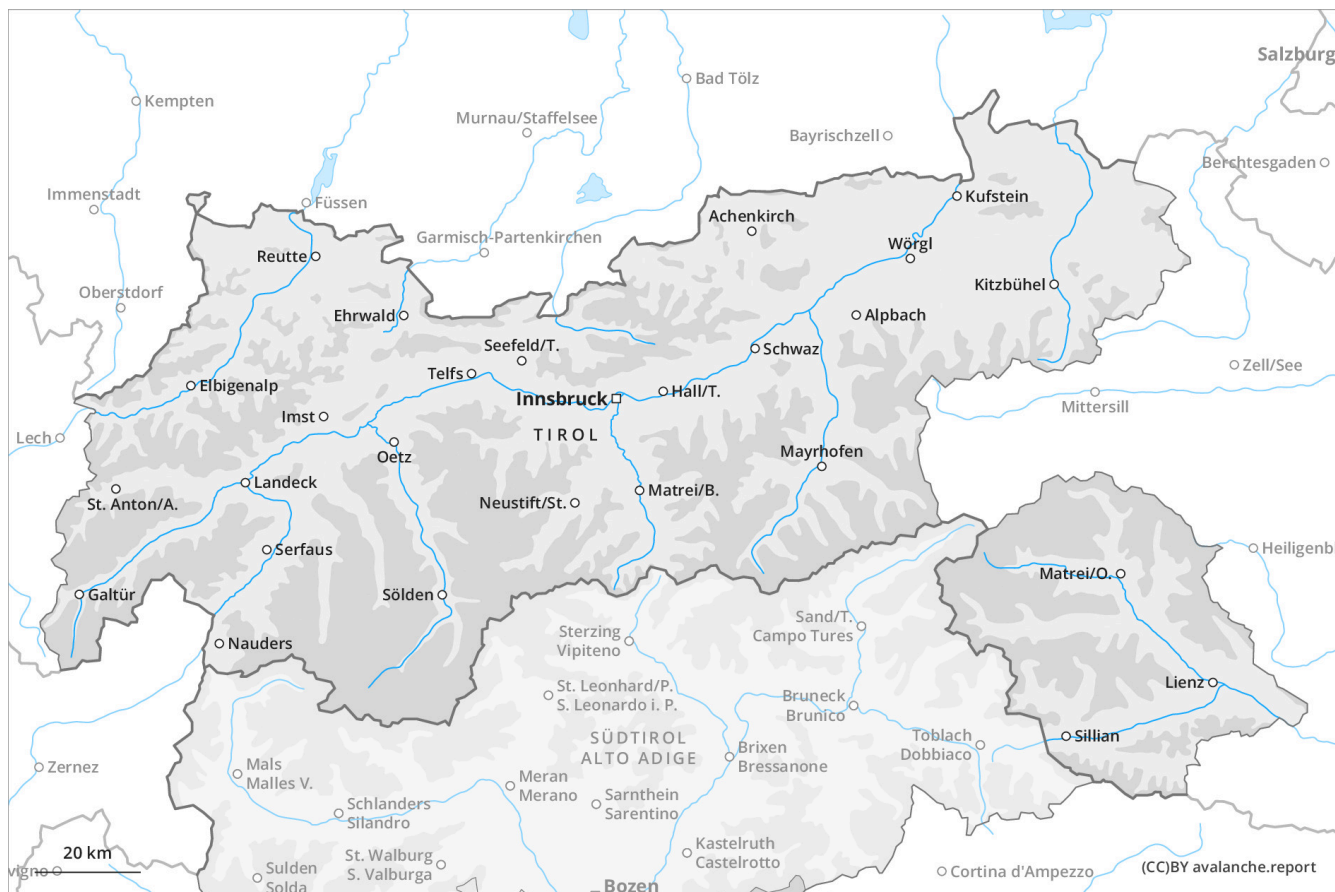 Salzburg
Bad Tölz
Kempten
Murnau/Staffelsee
Bayrischzell
Berchtesgaden
Immenstadt
Füssen
Kufstein
Achenkirch
Garmisch-Partenkirchen
Wörgl
Reutte
Kitzbühel
Oberstdorf
Ehrwald
Alpbach
Seefeld/T.
Schwaz
Telfs
Zell/See
Elbigenalp
Innsbruck
Hall/T.
Mittersill
Imst
Lech
TIROL
Oetz
Mayrhofen
Landeck
St. Anton/A.
Neustift/St.
Matrei/B.
Serfaus
Heiligenb
Matrei/O.
Galtür
Sölden
Sand/T.
Campo Tures
Sterzing
Vipiteno
Nauders
Lienz
St. Leonhard/P.
S. Leonardo i. P.
Bruneck
Brunico
SÜDTIROL
ALTO ADIGE
Toblach
Dobbiaco
Sillian
Brixen
Bressanone
Zernez
Mals
Malles V.
Meran
Merano
Schlanders
Silandro
Sarnthein
Sarentino
Kastelruth
Castelrotto
20 km
St. Walburg
S. Valburga
vigno
Sulden
Solda
Cortina d'Ampezzo
(CC)BY avalanche.report
Bozen